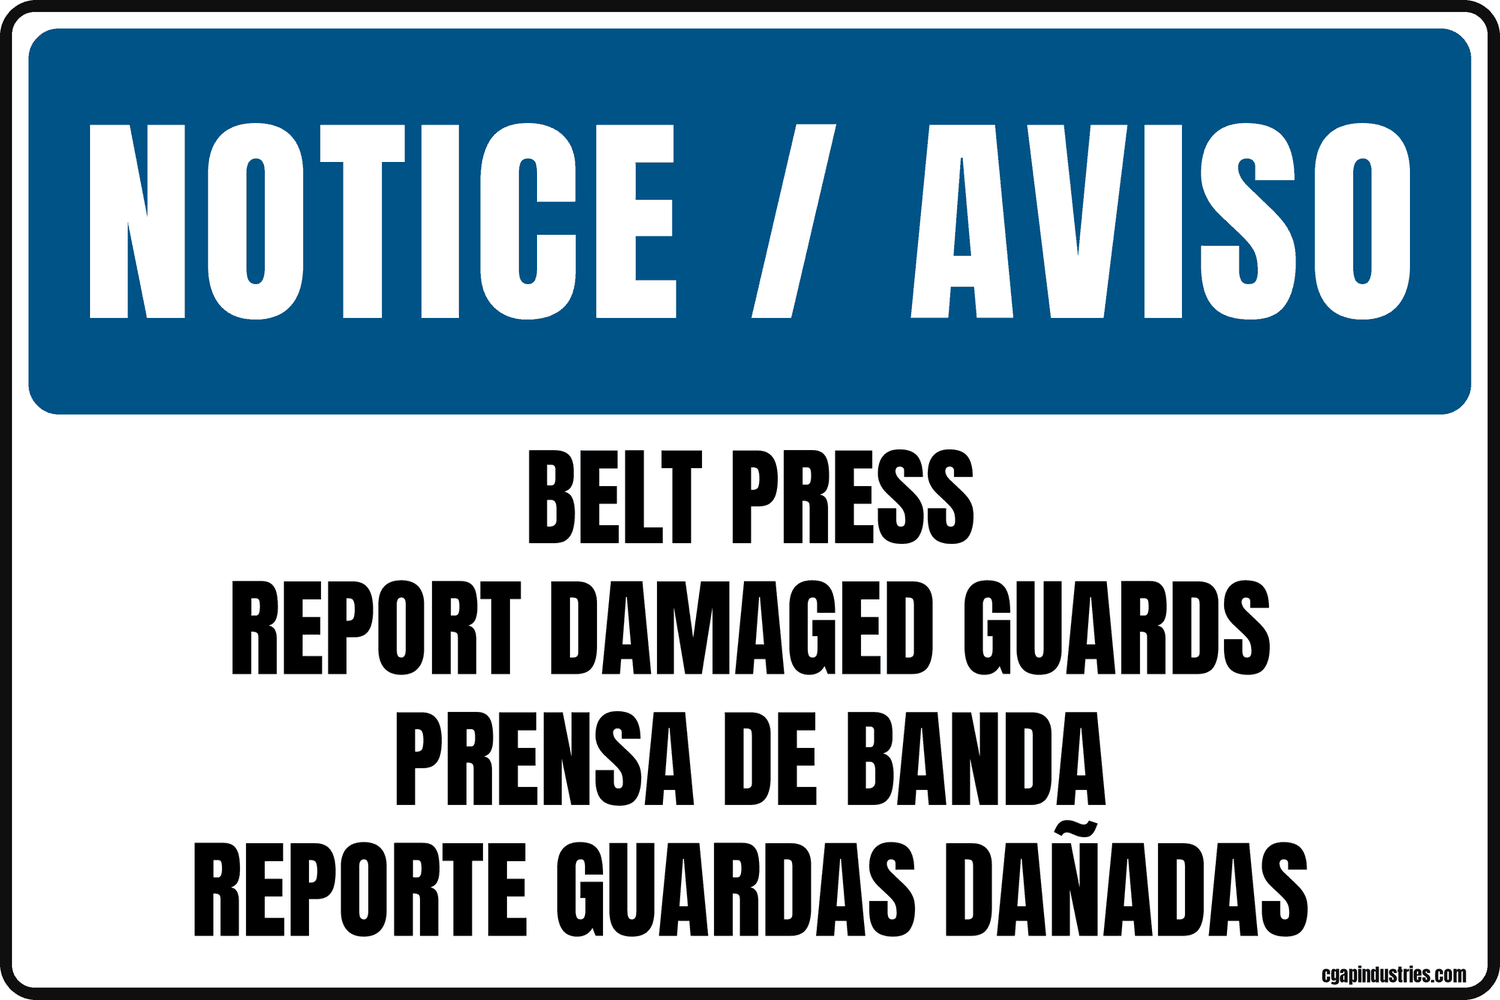 NOTICE / AVISO
BELT PRESS
REPORT DAMAGED GUARDS
PRENSA DE BANDA
REPORTE GUARDAS DAÑADAS
cgapindustries.com